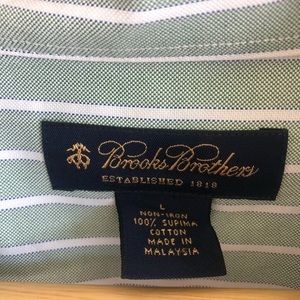 Brooks Brothers
ESTABLISHED 1818
L
NON-IRON
100% SUPIMA
COTTON
MADE IN
MALAYSIA